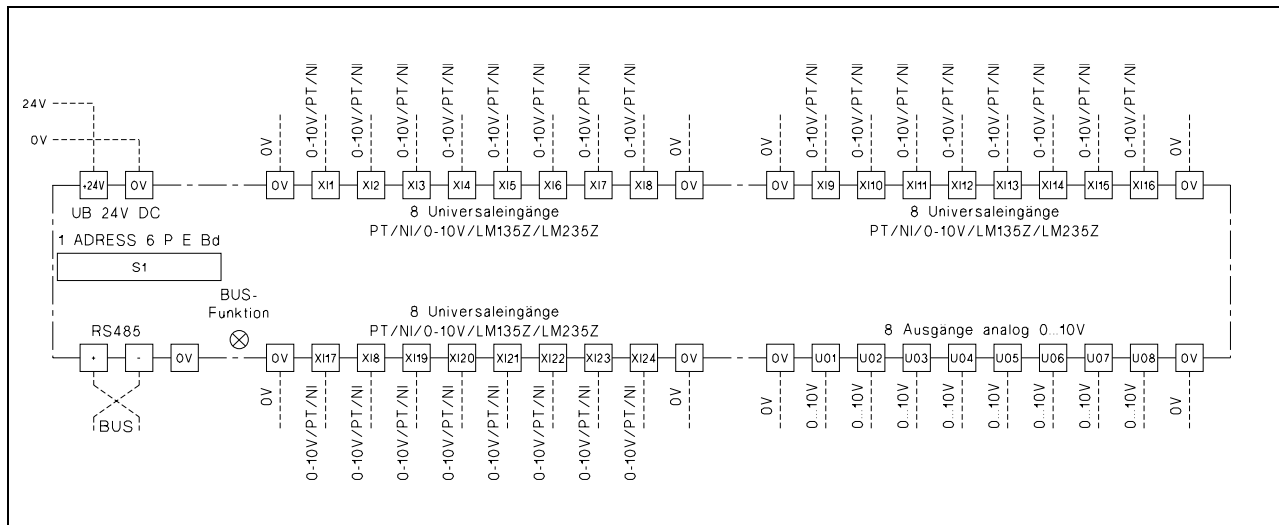 0V 0-10V/PT/NI 0-10V/PT/NI 0-10V/PT/NI 0-10V/PT/NI 0-10V/PT/NI 0-10V/PT/NI 0-10V/PT/NI 0-10V/PT/NI 0V
0V 0-10V/PT/NI 0-10V/PT/NI 0-10V/PT/NI 0-10V/PT/NI 0-10V/PT/NI 0-10V/PT/NI 0-10V/PT/NI 0-10V/PT/NI 0V
24V
0V
+24V 0V
0V XI1 XI2 XI3 XI4 XI5 XI6 XI7 XI8 0V
0V XI9 XI10 XI11 XI12 XI13 XI14 XI15 XI16 0V
UB 24V DC
8 Universaleingänge
PT/NI/0-10V/LM135Z/LM235Z
8 Universaleingänge
PT/NI/0-10V/LM135Z/LM235Z
1 ADRESS 6 P E Bd
S1
BUS-
Funktion
RS485
8 Universaleingänge
PT/NI/0-10V/LM135Z/LM235Z
8 Ausgänge analog 0...10V
+ - 0V
0V XI17 XI8 XI19 XI20 XI21 XI22 XI23 XI24 0V
0V U01 U02 U03 U04 U05 U06 U07 U08 0V
BUS
0V 0-10V/PT/NI 0-10V/PT/NI 0-10V/PT/NI 0-10V/PT/NI 0-10V/PT/NI 0-10V/PT/NI 0-10V/PT/NI 0-10V/PT/NI 0V
0V 0...10V 0...10V 0...10V 0...10V 0...10V 0...10V 0...10V 0...10V 0V